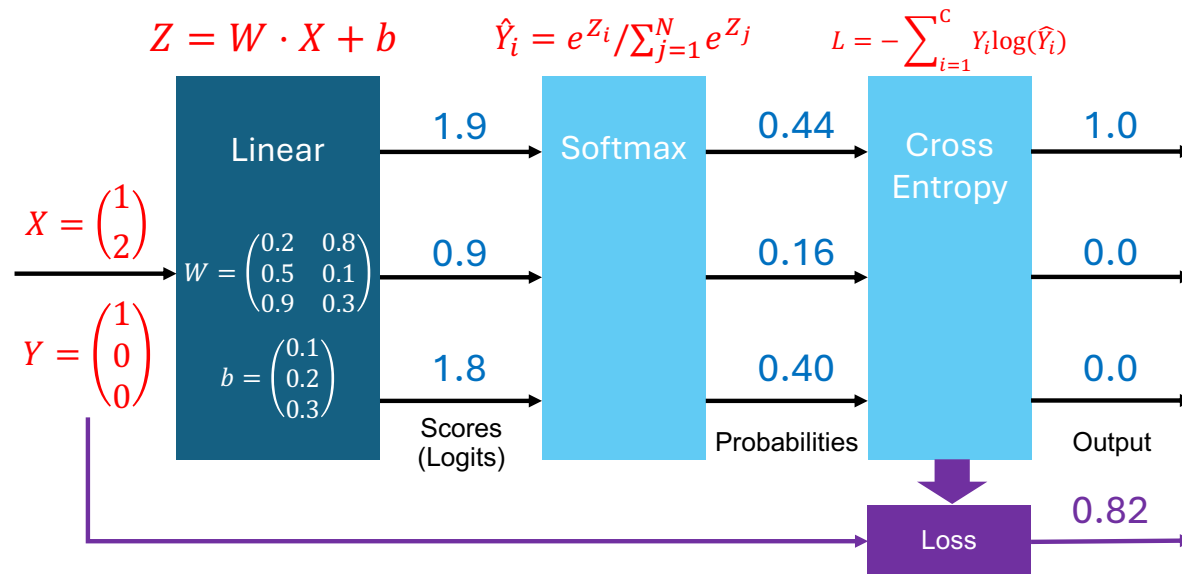 Z = W · X + b
Ŷ_i = e^{Z_i}/∑_{j=1}^{N} e^{Z_j}
L = − ∑_{i=1}^{C} Y_i log(Ŷ_i)
Linear
1.9
Softmax
0.44
Cross
Entropy
1.0
X = (1
2)
W = (0.2 0.8
0.5 0.1
0.9 0.3)
0.9
0.16
0.0
Y = (1
0
0)
b = (0.1
0.2
0.3)
1.8
0.40
0.0
Scores
(Logits)
Probabilities
Output
Loss
0.82